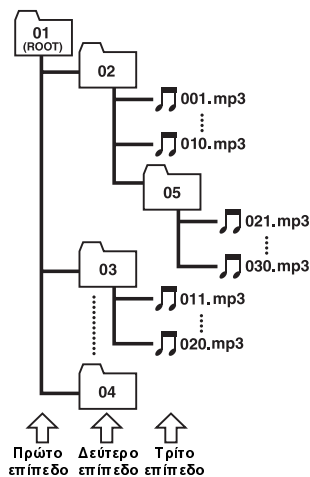 01
(ROOT)
02
001.mp3
010.mp3
05
021.mp3
030.mp3
03
011.mp3
020.mp3
04
Πρώτο επίπεδο
Δεύτερο επίπεδο
Τρίτο επίπεδο